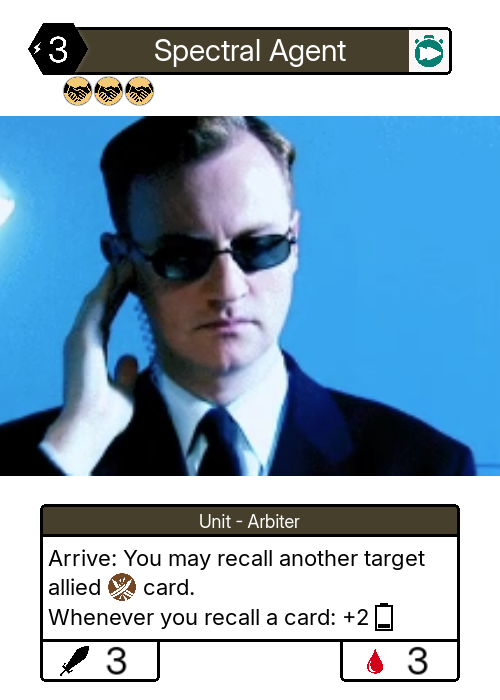 3
Spectral Agent
Unit - Arbiter
Arrive: You may recall another target
allied card.
Whenever you recall a card: +2
3
3